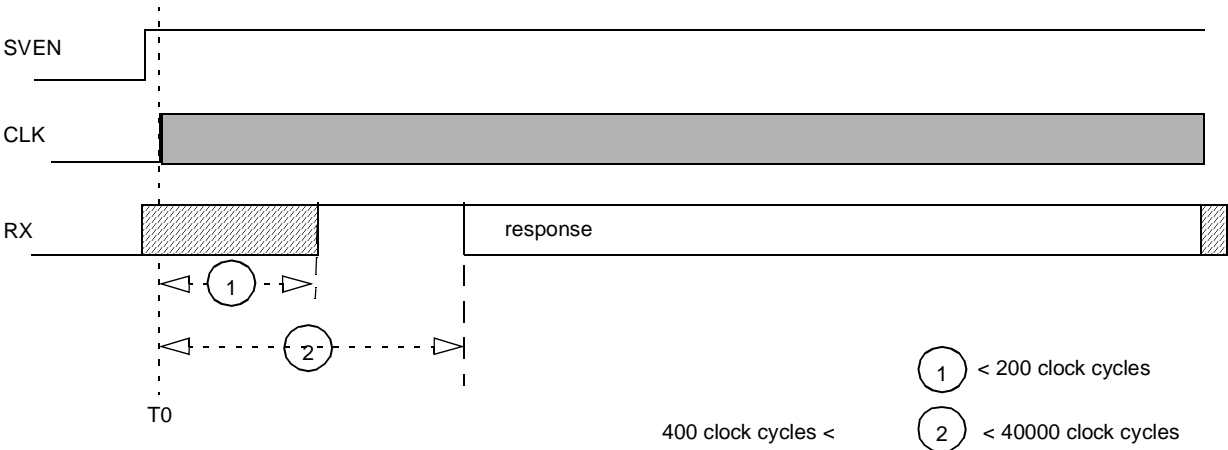 SVEN
CLK
RX
response
1
2
T0
1 < 200 clock cycles
400 clock cycles < 2 < 40000 clock cycles